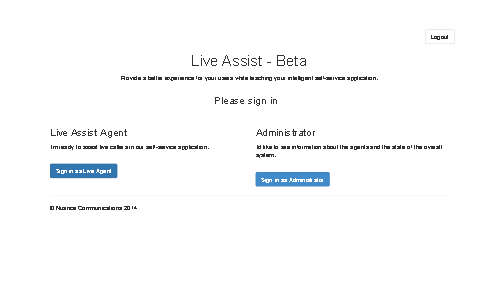 Logout
Live Assist - Beta
Provide a better experience for your users while teaching your intelligent self-service application.
Please sign in
Live Assist Agent
I'm ready to assist live calls in our self-service application.
Sign in as Live Agent
Administrator
I'd like to see information about the agents and the state of the overall
system.
Sign in as Administrator
© Nuance Communications 2014